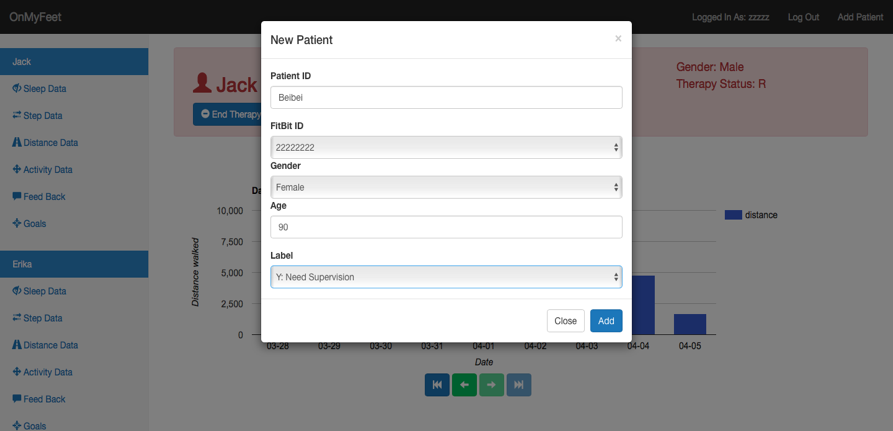 OnMyFeet
Logged In As: zzzzz Log Out Add Patient
Jack
Sleep Data
Step Data
Distance Data
Activity Data
Feed Back
Goals
Erika
Sleep Data
Step Data
Distance Data
Activity Data
Feed Back
Goals
Jack
End Therapy
Gender: Male
Therapy Status: R
New Patient
×
Patient ID
Beibei
FitBit ID
22222222
Gender
Female
Age
90
Label
Y: Need Supervision
Close Add
10,000
7,500
5,000
2,500
0
Distance walked
03-28 03-29 03-30 03-31 04-01 04-02 04-03 04-04 04-05
Date
distance